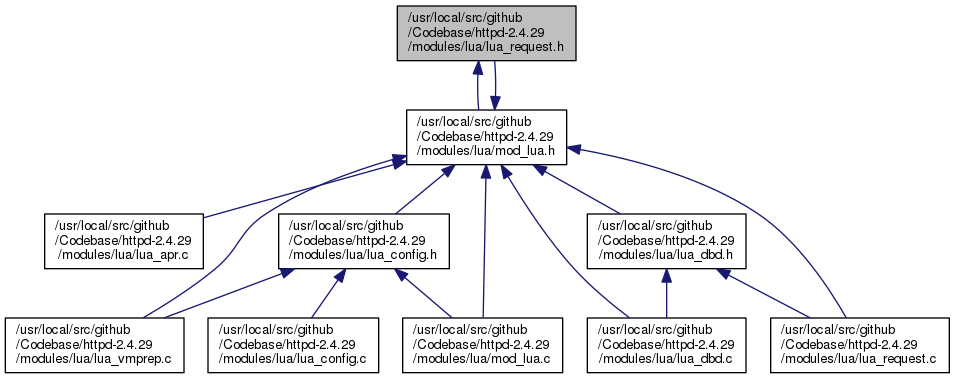 /usr/local/src/github
/Codebase/httpd-2.4.29
/modules/lua/lua_request.h
/usr/local/src/github
/Codebase/httpd-2.4.29
/modules/lua/mod_lua.h
/usr/local/src/github
/Codebase/httpd-2.4.29
/modules/lua/lua_apr.c
/usr/local/src/github
/Codebase/httpd-2.4.29
/modules/lua/lua_config.h
/usr/local/src/github
/Codebase/httpd-2.4.29
/modules/lua/lua_dbd.h
/usr/local/src/github
/Codebase/httpd-2.4.29
/modules/lua/lua_vmprep.c
/usr/local/src/github
/Codebase/httpd-2.4.29
/modules/lua/lua_config.c
/usr/local/src/github
/Codebase/httpd-2.4.29
/modules/lua/mod_lua.c
/usr/local/src/github
/Codebase/httpd-2.4.29
/modules/lua/lua_dbd.c
/usr/local/src/github
/Codebase/httpd-2.4.29
/modules/lua/lua_request.c